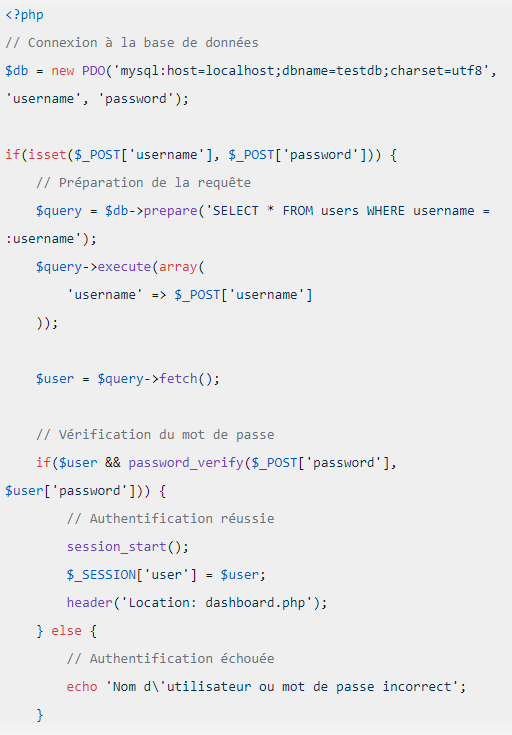 <?php
// Connexion à la base de données
$db = new PDO('mysql:host=localhost;dbname=testdb;charset=utf8',
'username', 'password');
if(isset($_POST['username'], $_POST['password'])) {
// Préparation de la requête
$query = $db->prepare('SELECT * FROM users WHERE username =
:username');
$query->execute(array(
'username' => $_POST['username']
));
$user = $query->fetch();
// Vérification du mot de passe
if($user && password_verify($_POST['password'],
$user['password'])) {
// Authentification réussie
session_start();
$_SESSION['user'] = $user;
header('Location: dashboard.php');
} else {
// Authentification échouée
echo 'Nom d\'utilisateur ou mot de passe incorrect';
}